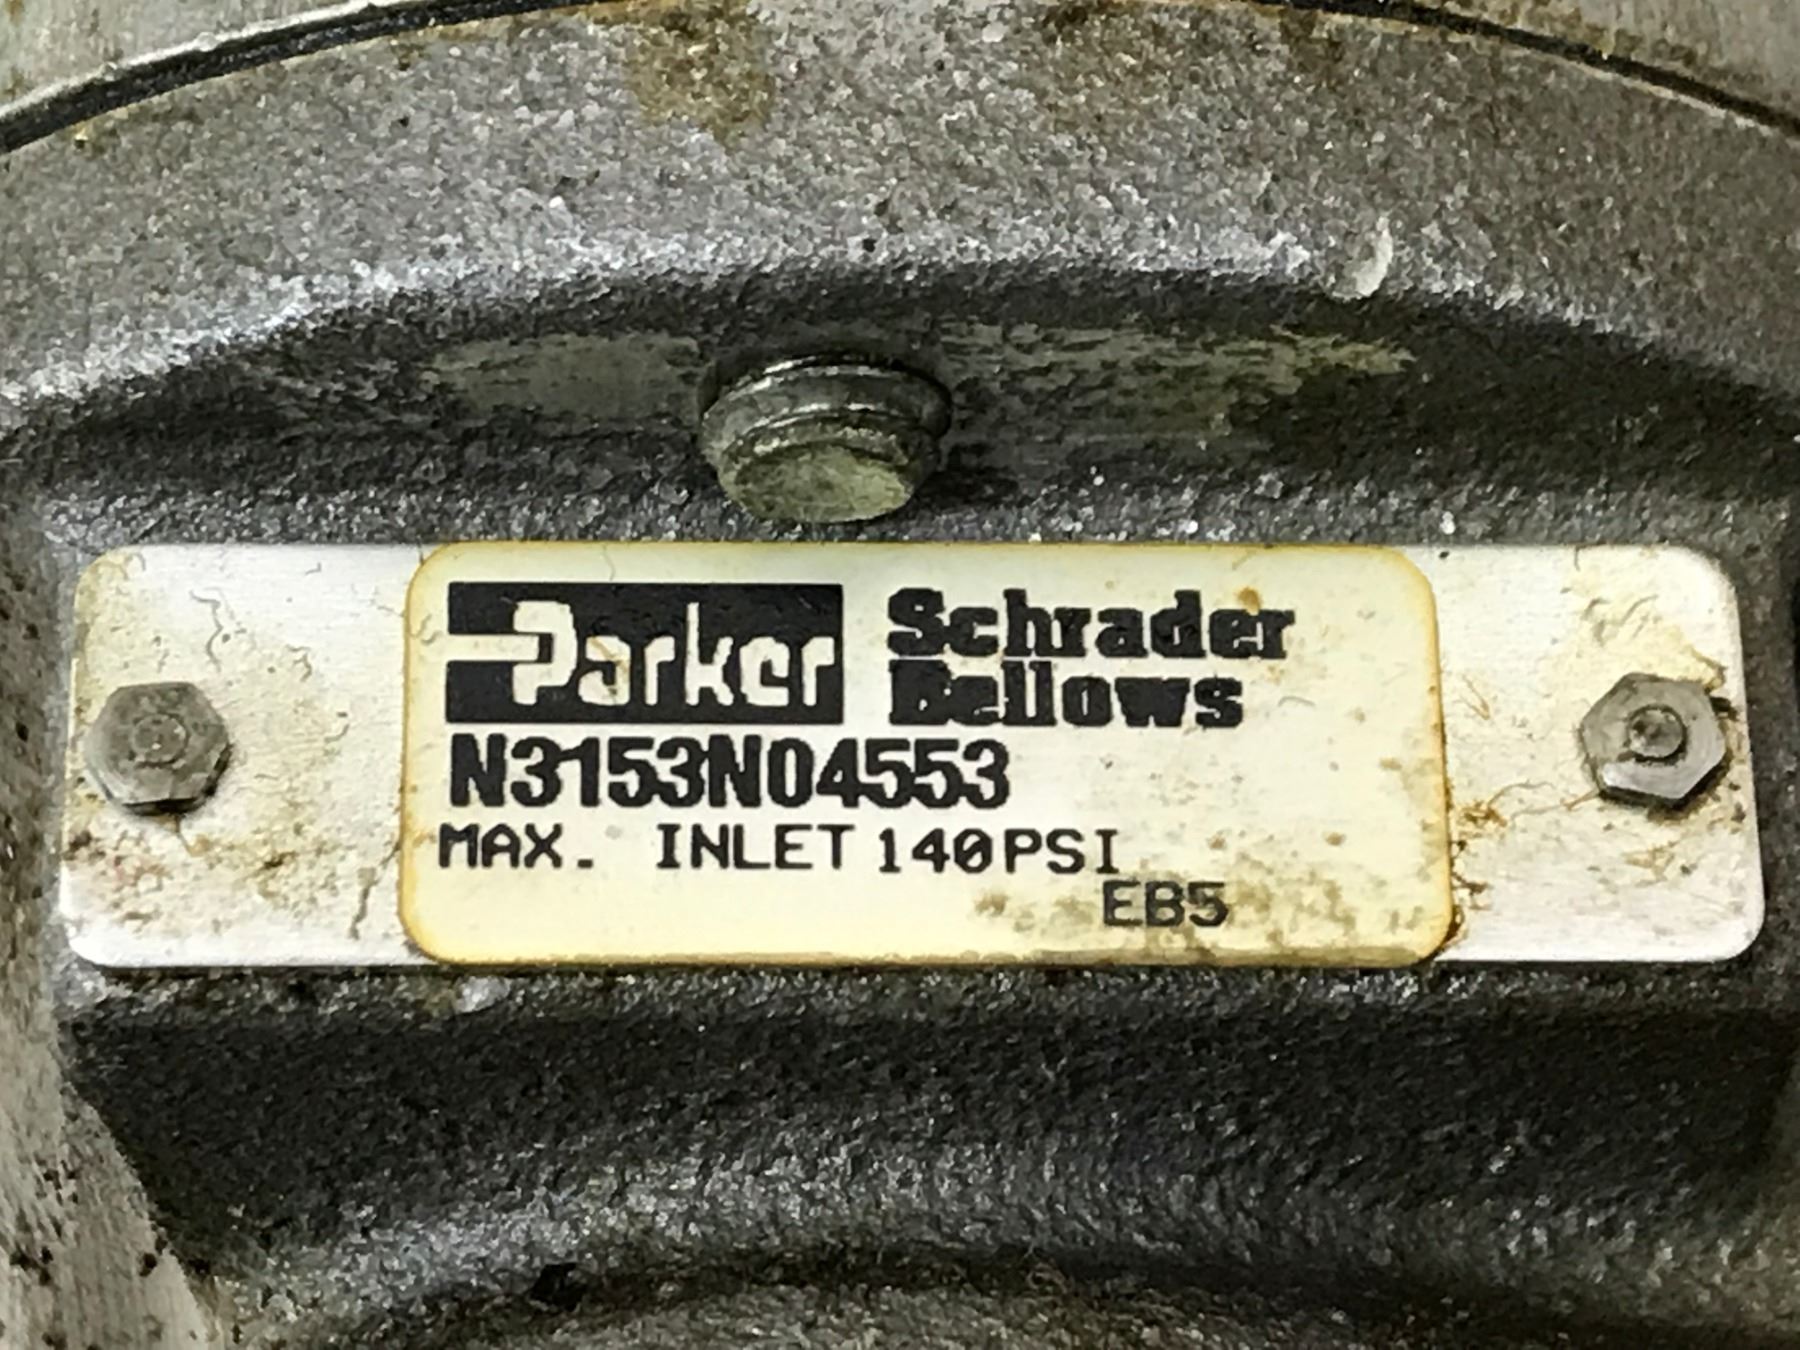 Parker Schrader
Bellows
N3153N04553
MAX. INLET 140PSI
EB5